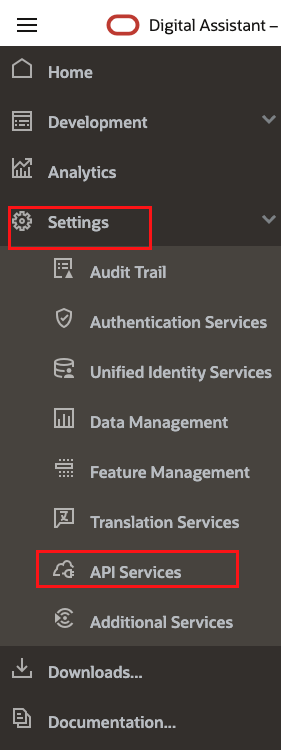 Digital Assistant –
Home
Development
Analytics
Settings
Audit Trail
Authentication Services
Unified Identity Services
Data Management
Feature Management
Translation Services
API Services
Additional Services
Downloads...
Documentation...